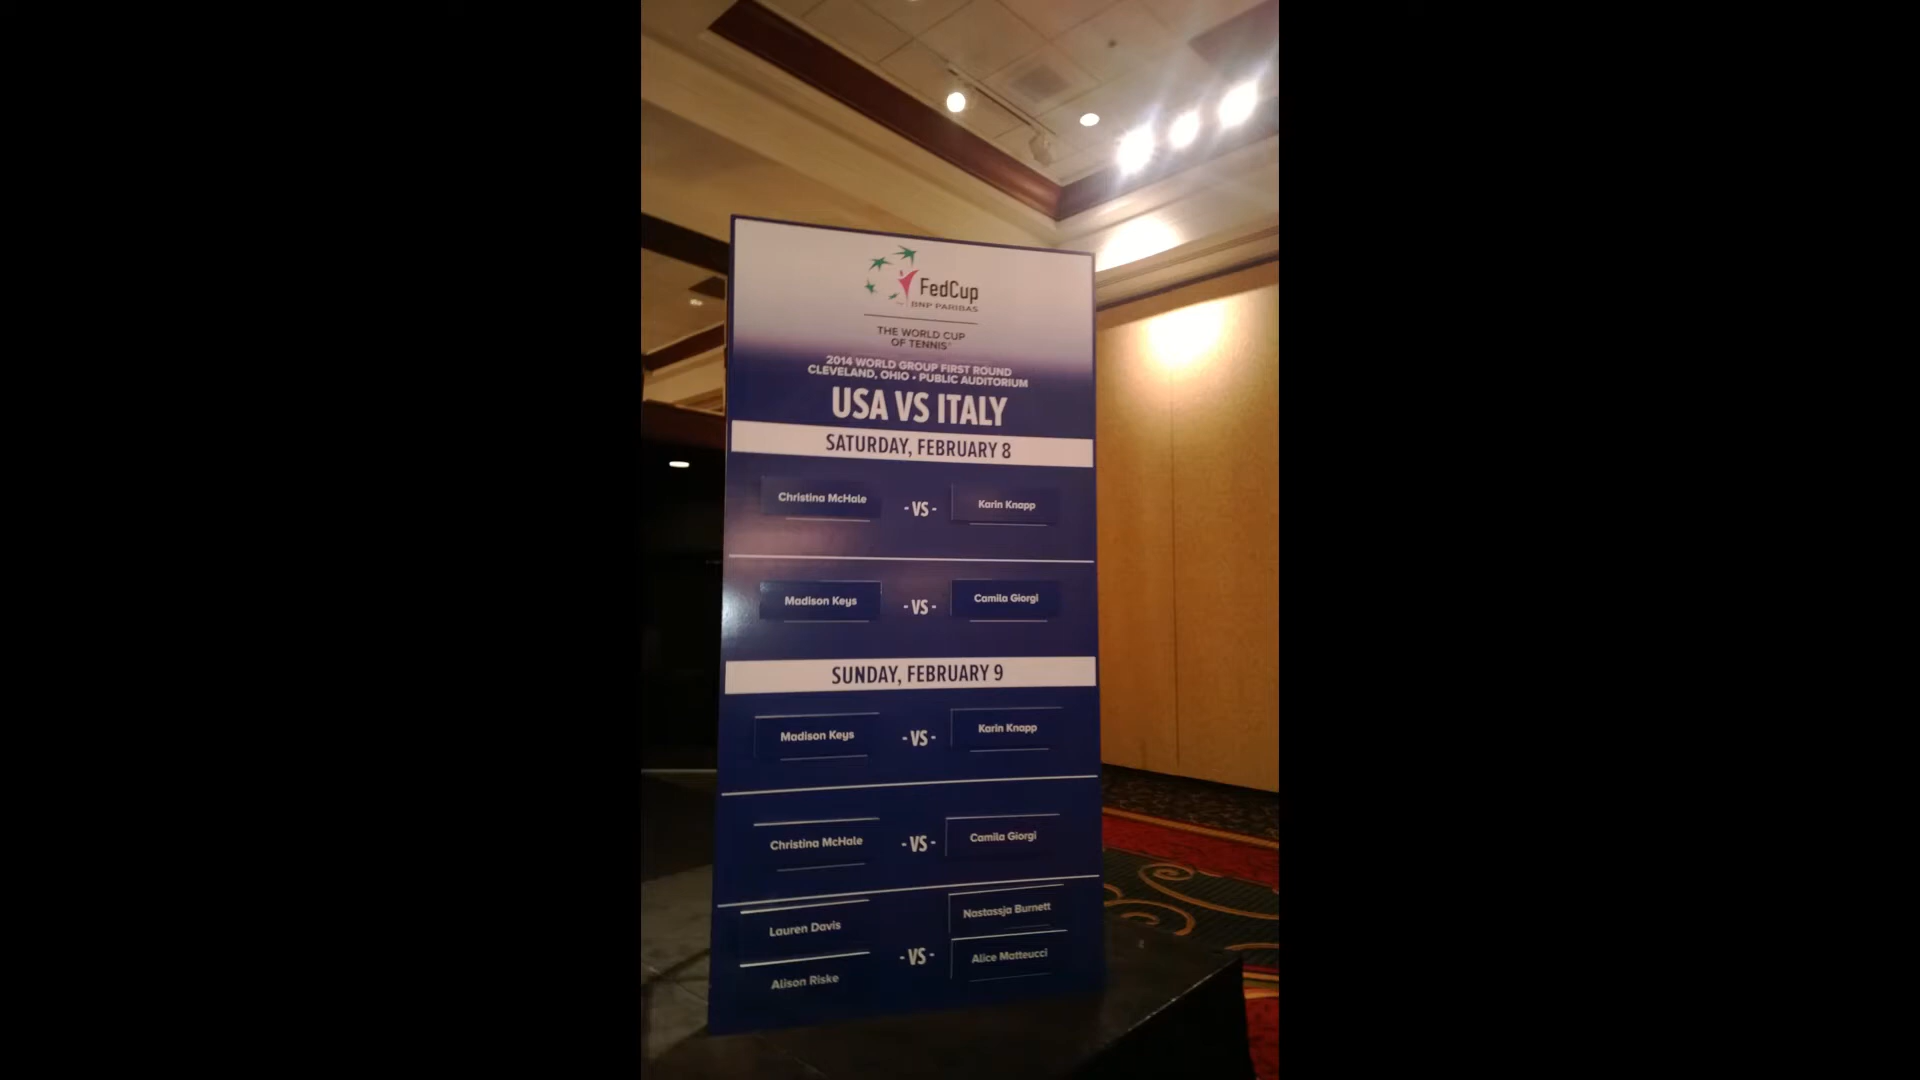 FedCup
BNP PARIBAS
THE WORLD CUP
OF TENNIS
2014 WORLD GROUP FIRST ROUND
CLEVELAND, OHIO • PUBLIC AUDITORIUM
USA VS ITALY
SATURDAY, FEBRUARY 8
Christina McHale - VS - Karin Knapp
Madison Keys - VS - Camila Giorgi
SUNDAY, FEBRUARY 9
Madison Keys - VS - Karin Knapp
Christina McHale - VS - Camila Giorgi
Lauren Davis Nastassja Burnett
- VS -
Alison Riske Alice Matteucci